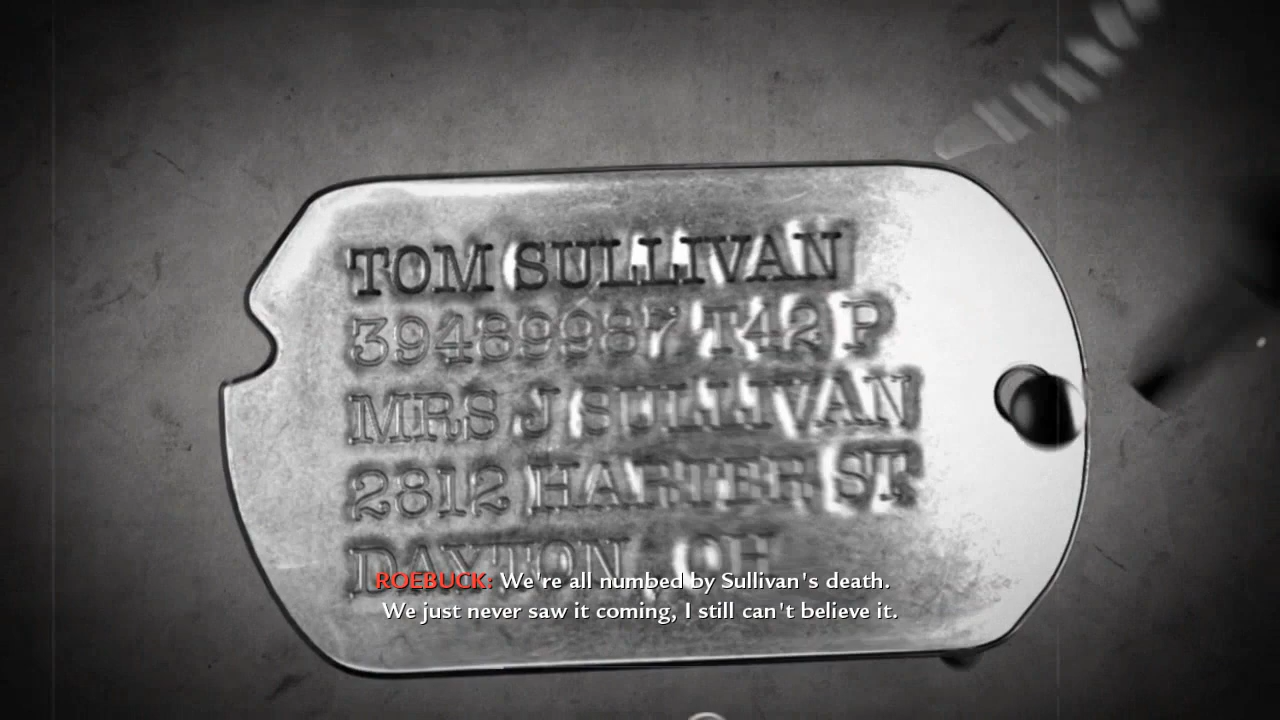 TOM SULLIVAN
39489987 T42 P
MRS J SULLIVAN
2812 HARTER ST.
DAYTON, OH
ROEBUCK: We're all numbed by Sullivan's death.
We just never saw it coming, I still can't believe it.